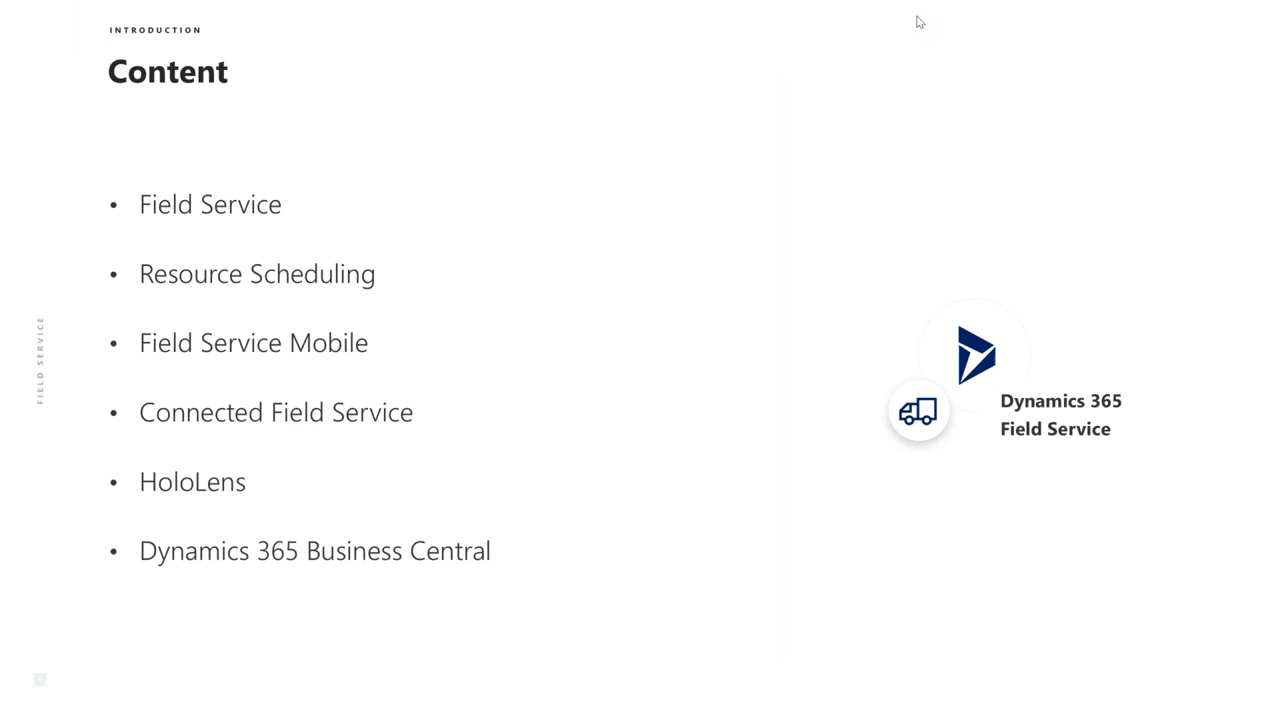 INTRODUCTION
Content
• Field Service
• Resource Scheduling
• Field Service Mobile
• Connected Field Service
• HoloLens
• Dynamics 365 Business Central
FIELD SERVICE
Dynamics 365
Field Service